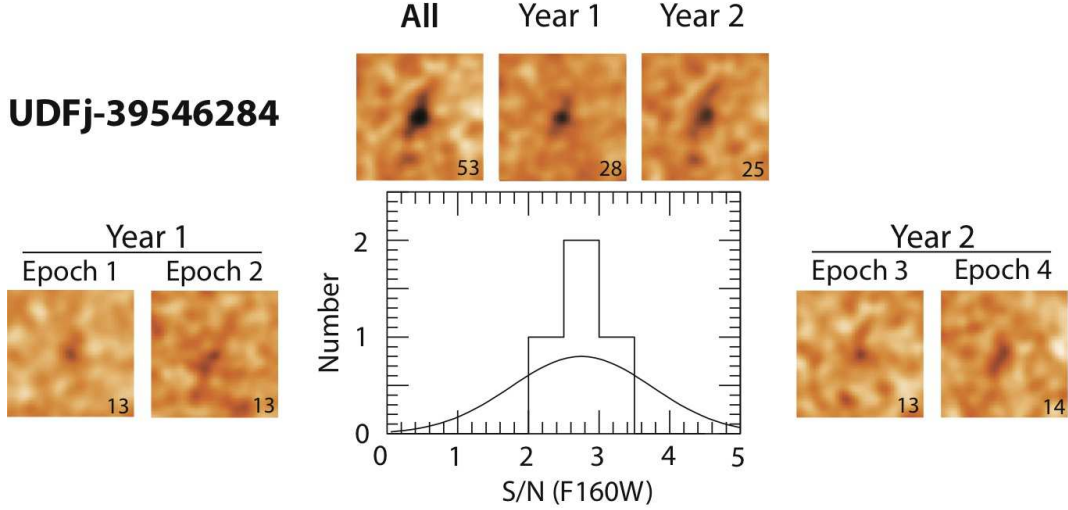 All Year 1 Year 2
UDFj-39546284
53 28 25
Year 1
Epoch 1 Epoch 2
13 13
Year 2
Epoch 3 Epoch 4
13 14
Number
2
1
0
0 1 2 3 4 5
S/N (F160W)